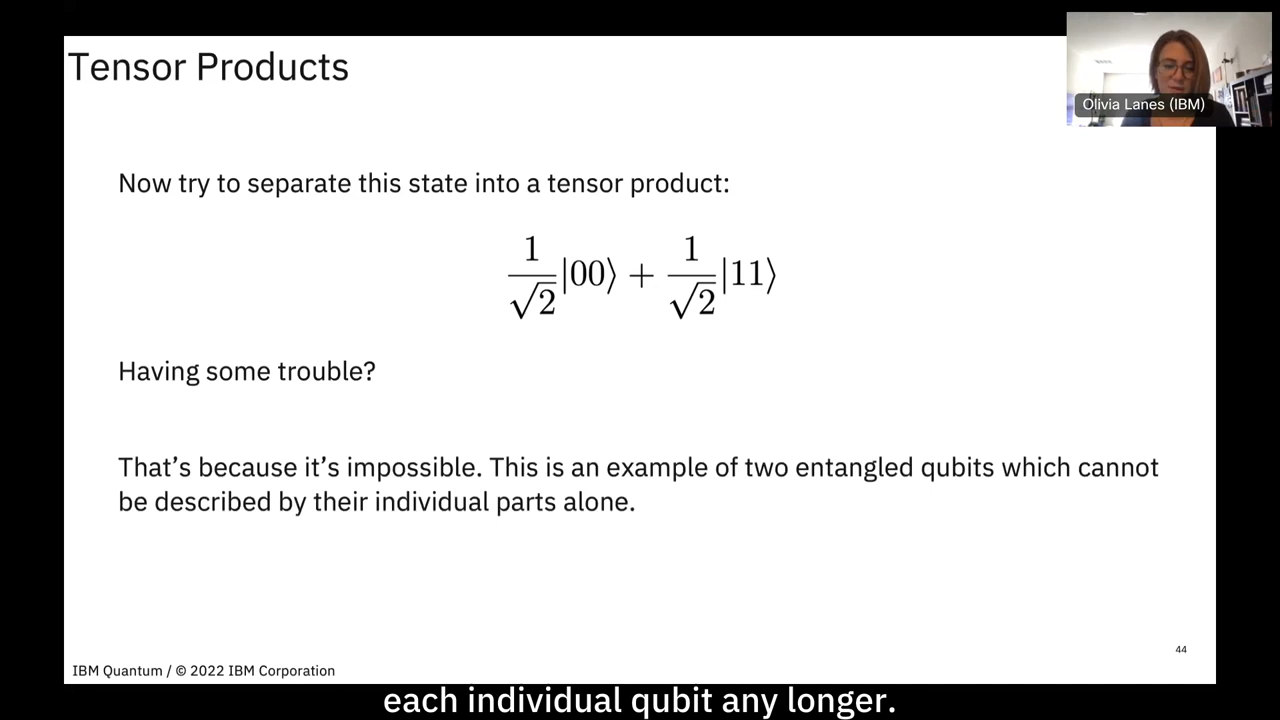 Tensor Products
Olivia Lanes (IBM)
Now try to separate this state into a tensor product:
1/√2|00⟩ + 1/√2|11⟩
Having some trouble?
That’s because it’s impossible. This is an example of two entangled qubits which cannot
be described by their individual parts alone.
44
IBM Quantum / © 2022 IBM Corporation
each individual qubit any longer.